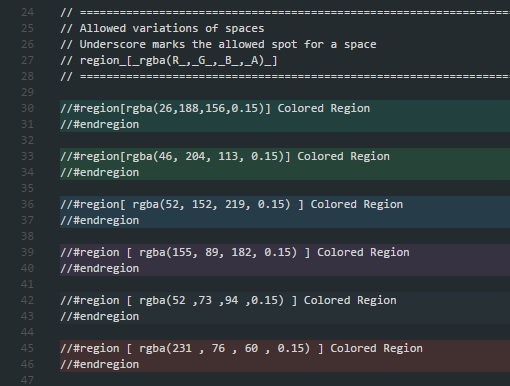 24 // ==================================================================
25 // Allowed variations of spaces
26 // Underscore marks the allowed spot for a space
27 // region_[_rgba(R_,_G_,_B_,_A)_]
28 // ==================================================================
29
30 //#region[rgba(26,188,156,0.15)] Colored Region
31 //#endregion
32
33 //#region[rgba(46, 204, 113, 0.15)] Colored Region
34 //#endregion
35
36 //#region[ rgba(52, 152, 219, 0.15) ] Colored Region
37 //#endregion
38
39 //#region [ rgba(155, 89, 182, 0.15) ] Colored Region
40 //#endregion
41
42 //#region [ rgba(52 ,73 ,94 ,0.15) ] Colored Region
43 //#endregion
44
45 //#region [ rgba(231 , 76 , 60 , 0.15) ] Colored Region
46 //#endregion
47